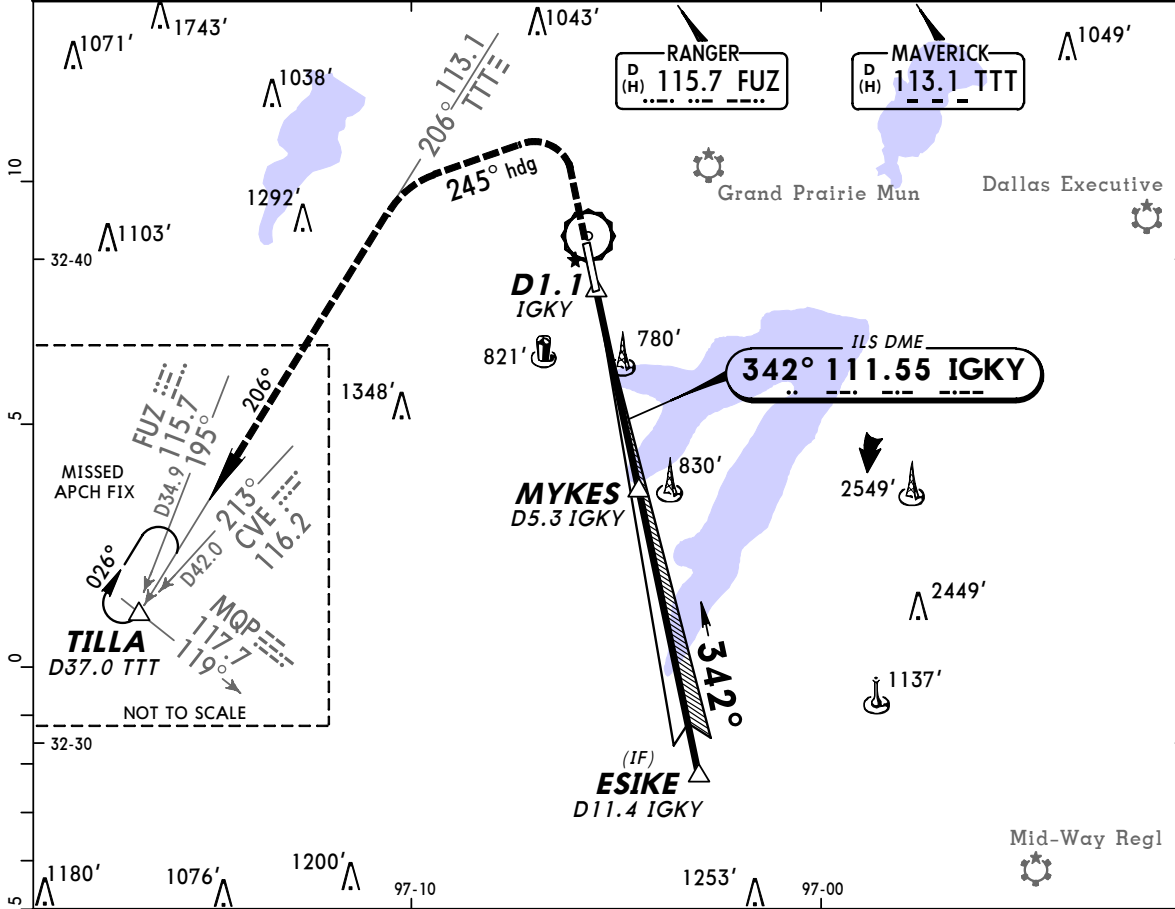 1743'
1071'
1043'
1049'
RANGER
D
(H) 115.7 FUZ
MAVERICK
D
(H) 113.1 TTT
1038'
206° 113.1
TTT
245° hdg
Grand Prairie Mun
Dallas Executive
10
1292'
1103'
32-40
D1.1
IGKY
821'
780'
ILS DME
342° 111.55 IGKY
206°
1348'
5
FUZ
115.7
195°
D34.9
MISSED
APCH FIX
213°
CVE
116.2
D42.0
026°
MQP
117.7
119°
TILLA
D37.0 TTT
NOT TO SCALE
830'
MYKES
D5.3 IGKY
2549'
2449'
342°
1137'
0
32-30
(IF)
ESIKE
D11.4 IGKY
Mid-Way Regl
1180'
1076'
1200'
97-10
1253'
97-00
5